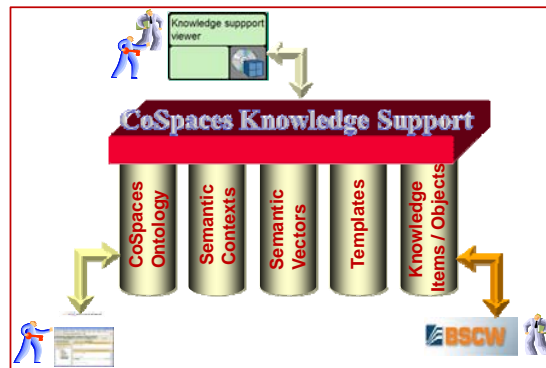 Knowledge suppport
viewer
CoSpaces Knowledge Support
CoSpaces
Ontology
Semantic
Contexts
Semantic
Vectors
Templates
Knowledge
Items / Objects
BSCW